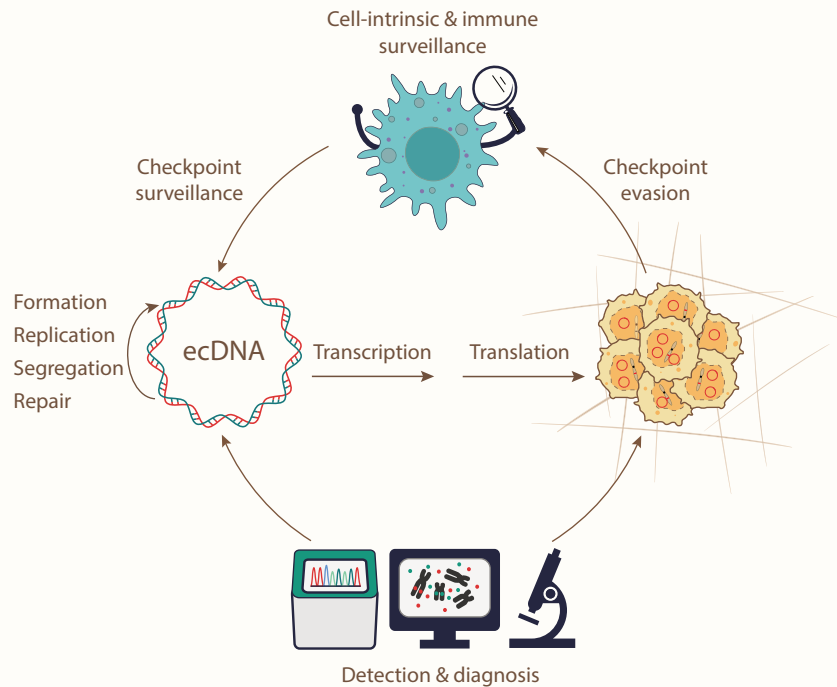 Cell-intrinsic & immune
surveillance
Checkpoint
surveillance
Checkpoint
evasion
Formation
Replication
Segregation
Repair
ecDNA
Transcription
Translation
Detection & diagnosis